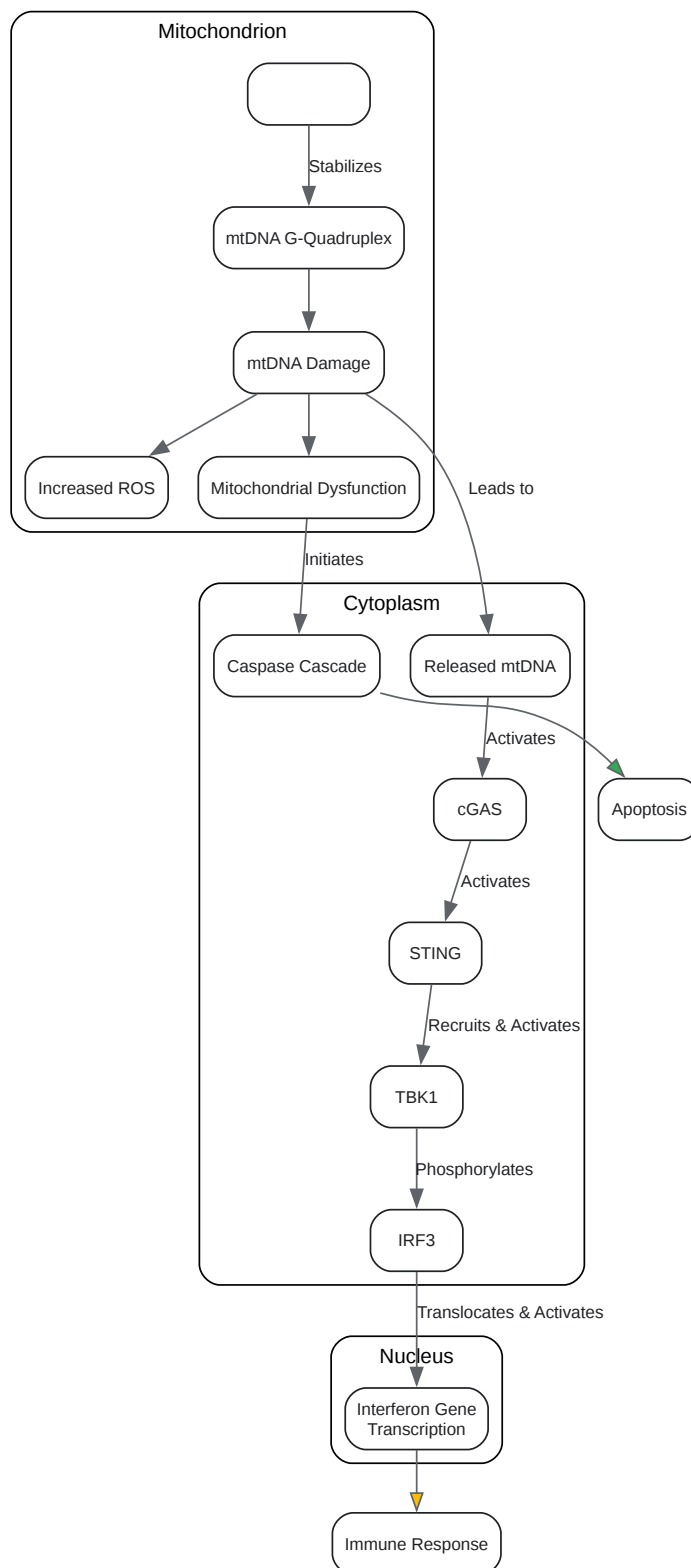 Mitochondrion
Stabilizes
mtDNA G-Quadruplex
mtDNA Damage
Increased ROS
Mitochondrial Dysfunction
Leads to
Initiates
Cytoplasm
Caspase Cascade
Released mtDNA
Activates
cGAS
Apoptosis
Activates
STING
Recruits & Activates
TBK1
Phosphorylates
IRF3
Translocates & Activates
Nucleus
Interferon Gene
Transcription
Immune Response